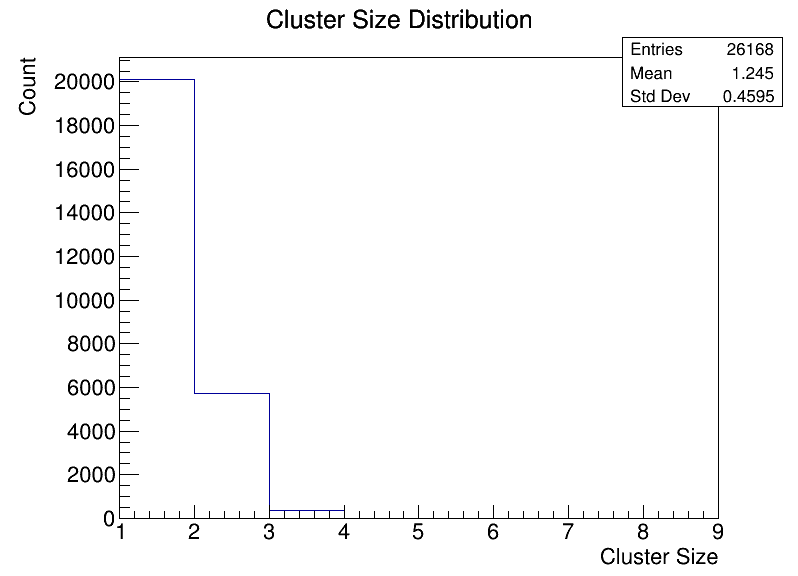 Cluster Size Distribution
Entries 26168
Mean 1.245
Std Dev 0.4595
Count
20000
18000
16000
14000
12000
10000
8000
6000
4000
2000
0
1 2 3 4 5 6 7 8 9
Cluster Size